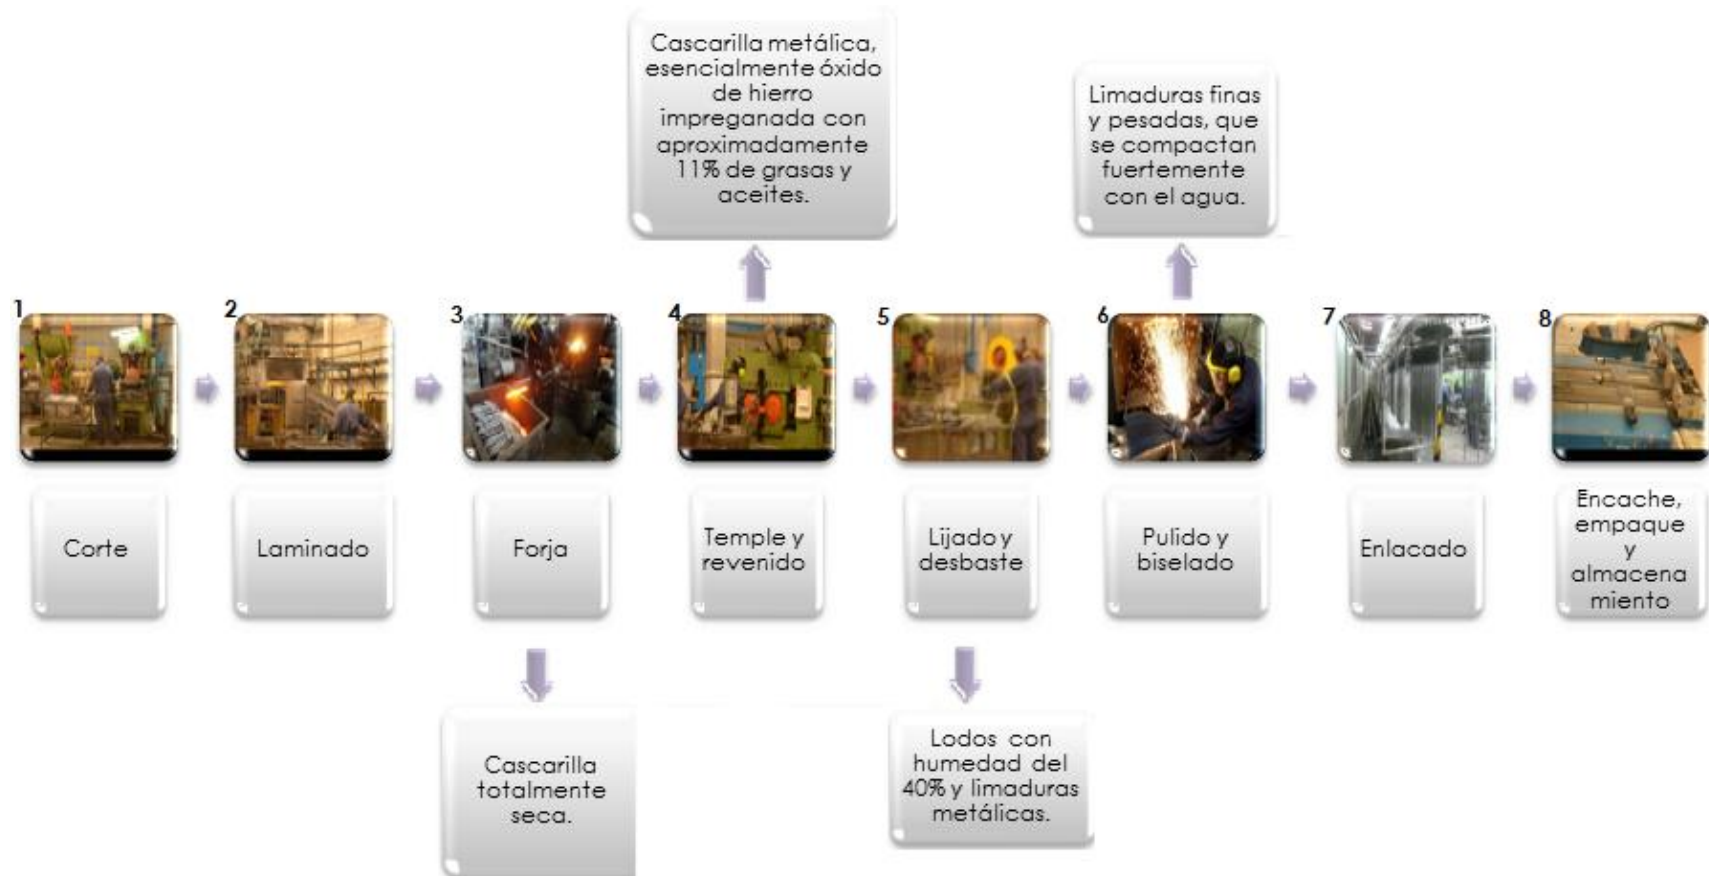 Cascarilla metálica,
esencialmente óxido
de hierro
impreganada con
aproximadamente
11% de grasas y
aceites.
Limaduras finas
y pesadas, que
se compactan
fuertemente
con el agua.
1
2
3
4
5
6
7
8
Corte
Laminado
Forja
Temple y
revenido
Lijado y
desbaste
Pulido y
biselado
Enlacado
Encache,
empaque
y
almacena
miento
Cascarilla
totalmente
seca.
Lodos con
humedad del
40% y limaduras
metálicas.